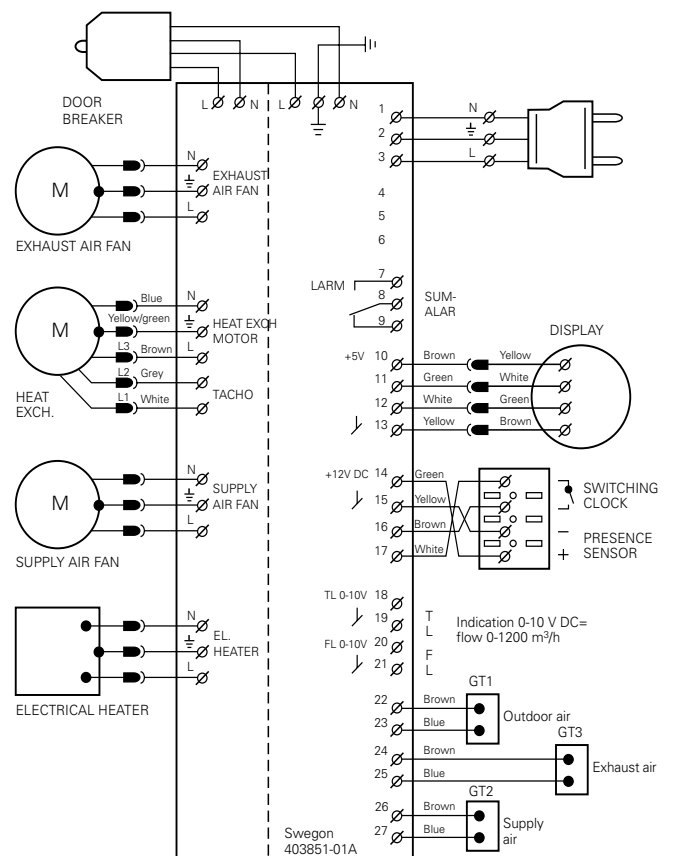 DOOR
BREAKER
L N L N
1 N
2
3 L
4
5
6
M
N
EXHAUST
AIR FAN
L
EXHAUST AIR FAN
7
LARM
8
9
SUM-
ALAR
M
Blue N
Yellow/green
HEAT EXCH
MOTOR
L3 Brown L
L2 Grey
L1 White
TACHO
HEAT
EXCH.
DISPLAY
+5V 10 Brown Yellow
11 Green White
12 White Green
13 Yellow Brown
M
N
SUPPLY
AIR FAN
L
SUPPLY AIR FAN
+12V DC 14 Green
15 Yellow
16 Brown
17 White
SWITCHING
CLOCK
–
PRESENCE
+
SENSOR
TL 0-10V 18
19
FL 0-10V 20
21
T
L
F
L
Indication 0-10 V DC=
flow 0-1200 m³/h
N
EL.
HEATER
L
ELECTRICAL HEATER
GT1
22 Brown
23 Blue
Outdoor air
GT3
24 Brown
25 Blue
Exhaust air
GT2
26 Brown
27 Blue
Supply
air
Swegon
403851-01A